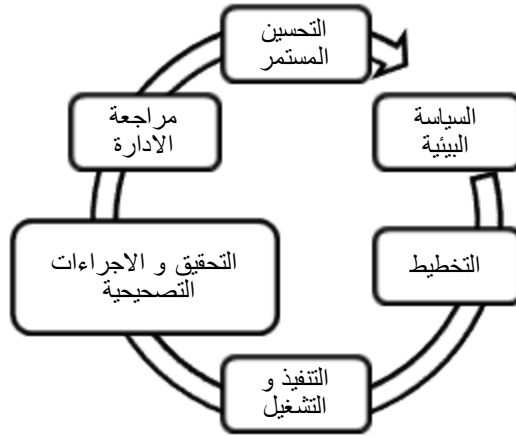 التحسين
المستمر
السياسة
البيئية
التخطيط
التنفيذ و
التشغيل
التحقيق و الاجراءات
التصحيحية
مراجعة
الادارة